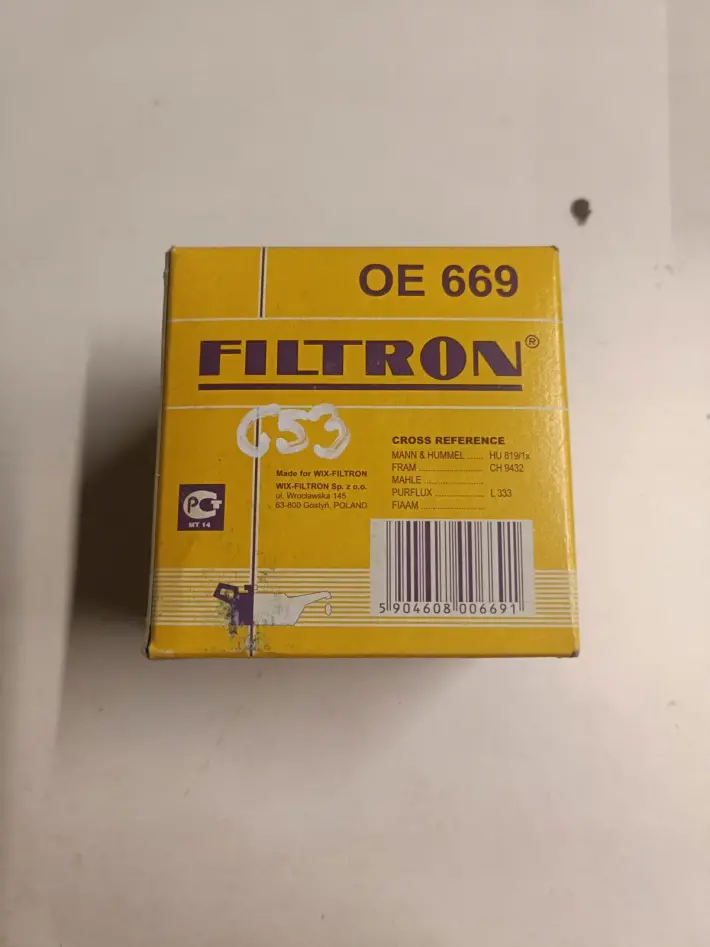 OE 669
FILTRON®
C53
CROSS REFERENCE
MANN & HUMMEL ...... HU 819/1x
FRAM ...................... CH 9432
MAHLE .....................
PURFLUX ................. L 333
FIAAM ......................
Made for WIX-FILTRON
WIX-FILTRON Sp. z o.o.
ul. Wrocławska 145
63-800 Gostyń, POLAND
РСТ
MT 14
5 904608 006691